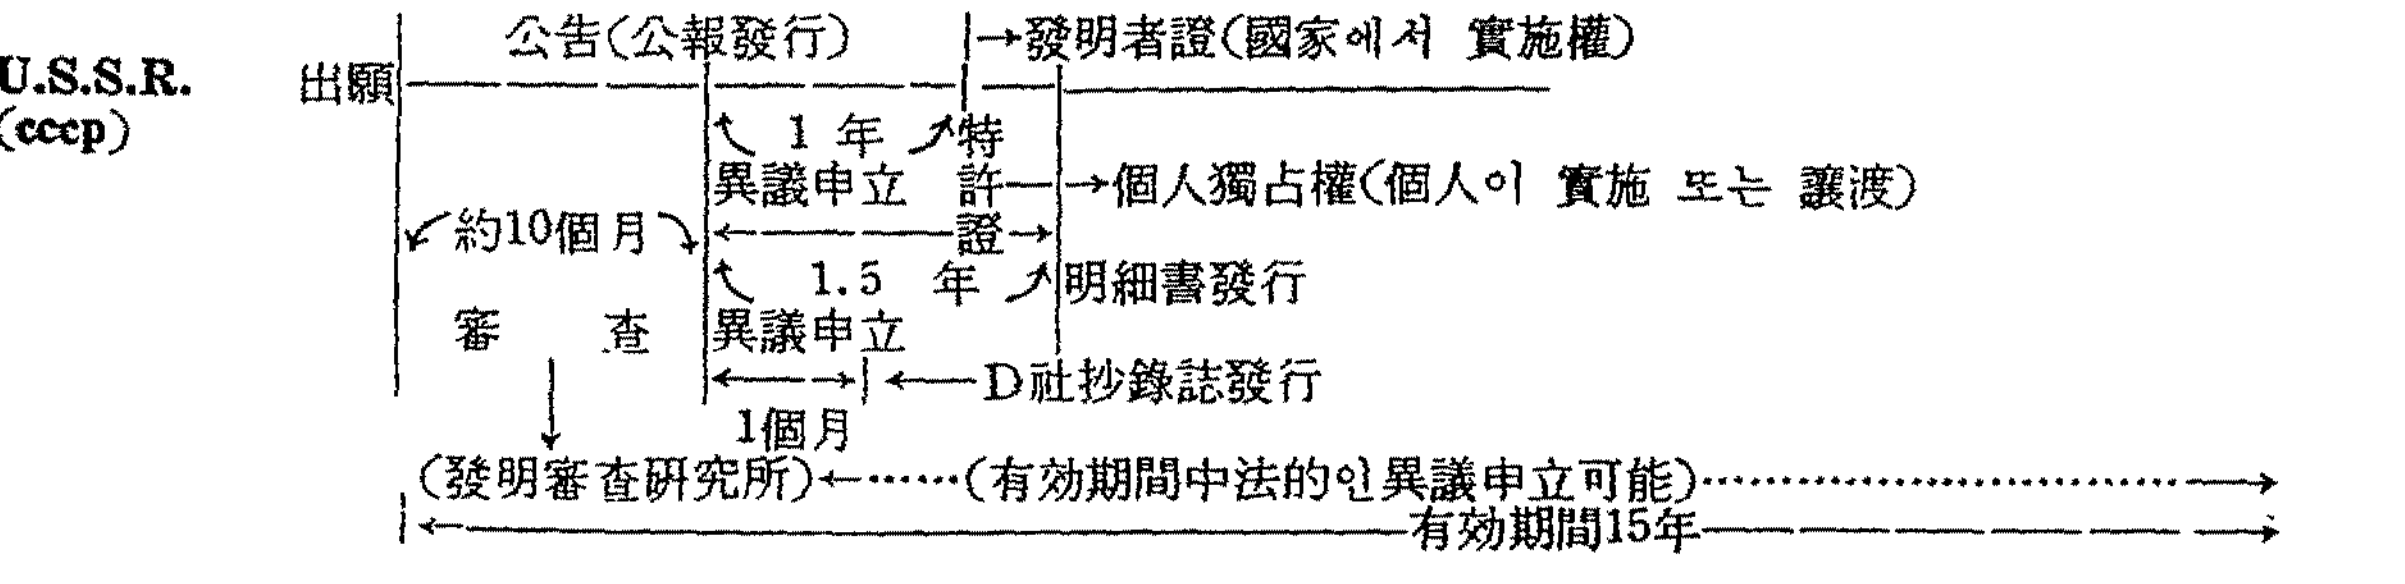 公告(公報發行) →發明者證(國家에서 實施權)
U.S.S.R. 出願
(cccp)
1 年 特
異議申立 許 →個人獨占權(個人이 實施 또는 讓渡)
約10個月 證
1.5 年 明細書發行
審 査 異議申立
D社抄錄誌發行
1個月
(發明審査硏究所)←……(有効期間中法的인異議申立可能)……→
有効期間15年